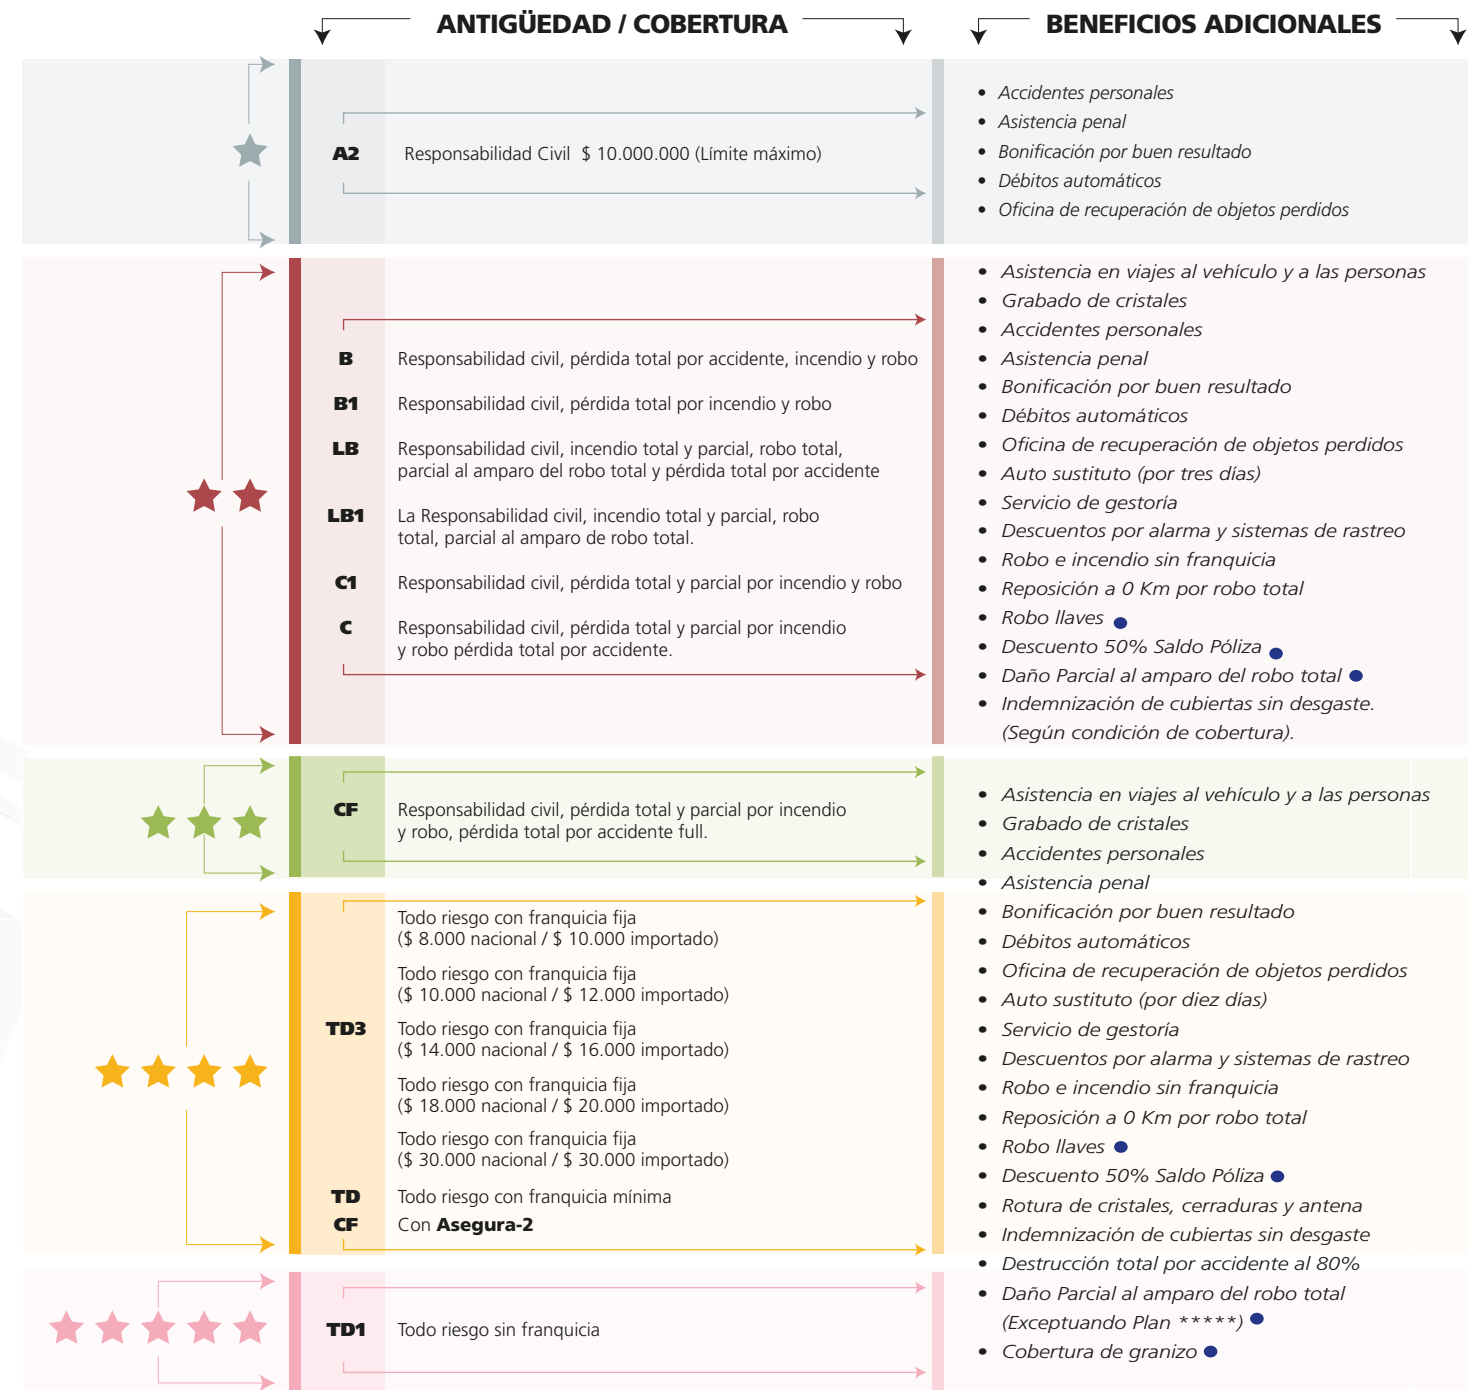 ANTIGÜEDAD / COBERTURA
BENEFICIOS ADICIONALES
A2
Responsabilidad Civil $ 10.000.000 (Límite máximo)
• Accidentes personales
• Asistencia penal
• Bonificación por buen resultado
• Débitos automáticos
• Oficina de recuperación de objetos perdidos
B
Responsabilidad civil, pérdida total por accidente, incendio y robo
B1
Responsabilidad civil, pérdida total por incendio y robo
LB
Responsabilidad civil, incendio total y parcial, robo total,
parcial al amparo del robo total y pérdida total por accidente
LB1
La Responsabilidad civil, incendio total y parcial, robo
total, parcial al amparo de robo total.
C1
Responsabilidad civil, pérdida total y parcial por incendio y robo
C
Responsabilidad civil, pérdida total y parcial por incendio
y robo pérdida total por accidente.
• Asistencia en viajes al vehículo y a las personas
• Grabado de cristales
• Accidentes personales
• Asistencia penal
• Bonificación por buen resultado
• Débitos automáticos
• Oficina de recuperación de objetos perdidos
• Auto sustituto (por tres días)
• Servicio de gestoría
• Descuentos por alarma y sistemas de rastreo
• Robo e incendio sin franquicia
• Reposición a 0 Km por robo total
• Robo llaves
• Descuento 50% Saldo Póliza
• Daño Parcial al amparo del robo total
• Indemnización de cubiertas sin desgaste.
(Según condición de cobertura).
CF
Responsabilidad civil, pérdida total y parcial por incendio
y robo, pérdida total por accidente full.
TD3
Todo riesgo con franquicia fija
($ 8.000 nacional / $ 10.000 importado)
Todo riesgo con franquicia fija
($ 10.000 nacional / $ 12.000 importado)
Todo riesgo con franquicia fija
($ 14.000 nacional / $ 16.000 importado)
Todo riesgo con franquicia fija
($ 18.000 nacional / $ 20.000 importado)
Todo riesgo con franquicia fija
($ 30.000 nacional / $ 30.000 importado)
TD
Todo riesgo con franquicia mínima
CF
Con Asegura-2
TD1
Todo riesgo sin franquicia
• Asistencia en viajes al vehículo y a las personas
• Grabado de cristales
• Accidentes personales
• Asistencia penal
• Bonificación por buen resultado
• Débitos automáticos
• Oficina de recuperación de objetos perdidos
• Auto sustituto (por diez días)
• Servicio de gestoría
• Descuentos por alarma y sistemas de rastreo
• Robo e incendio sin franquicia
• Reposición a 0 Km por robo total
• Robo llaves
• Descuento 50% Saldo Póliza
• Rotura de cristales, cerraduras y antena
• Indemnización de cubiertas sin desgaste
• Destrucción total por accidente al 80%
• Daño Parcial al amparo del robo total
(Exceptuando Plan *****)
• Cobertura de granizo